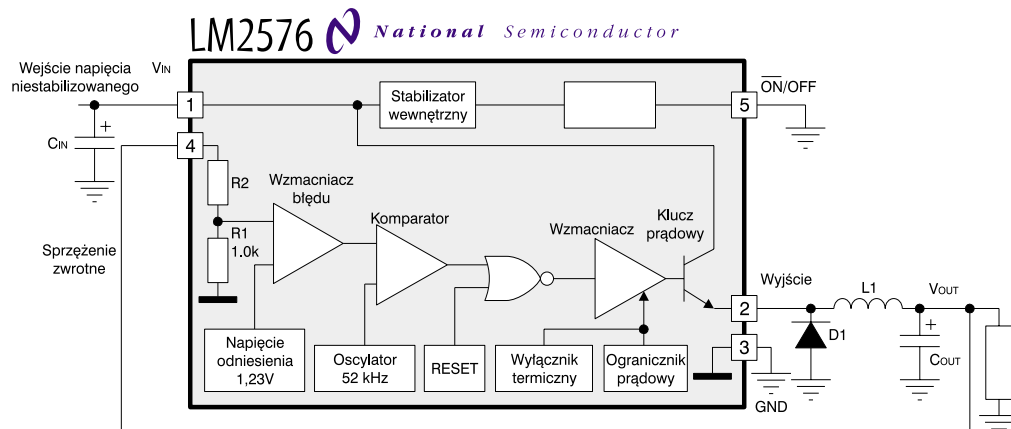 LM2576 National Semiconductor
Wejście napięcia
niestabilizowanego
VIN
1
Stabilizator
wewnętrzny
5
ON/OFF
CIN
+
4
R2
Wzmacniacz
błędu
Komparator
Wzmacniacz
Klucz
prądowy
R1
1.0k
Sprzężenie
zwrotne
Wyjście
L1
VOUT
2
D1
+
COUT
3
GND
Napięcie
odniesienia
1,23V
Oscylator
52 kHz
RESET
Wyłącznik
termiczny
Ogranicznik
prądowy